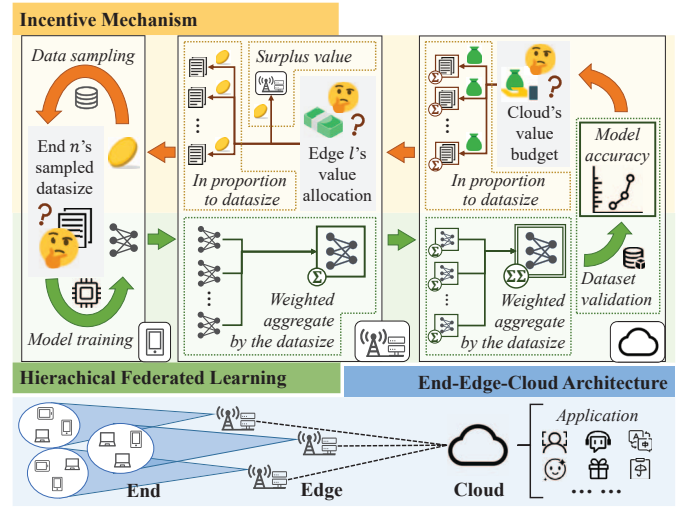 Incentive Mechanism
Data sampling
End n's
sampled
datasize
?
Model training
Surplus value
?
Edge l's
value
allocation
In proportion
to datasize
Σ
Weighted
aggregate
by the datasize
Σ
Σ
Σ
?
Cloud's
value
budget
In proportion
to datasize
Σ
Σ
Σ
ΣΣ
Weighted
aggregate
by the datasize
Model
accuracy
Dataset
validation
Hierachical Federated Learning
End-Edge-Cloud Architecture
End
Edge
Cloud
Application
... ...